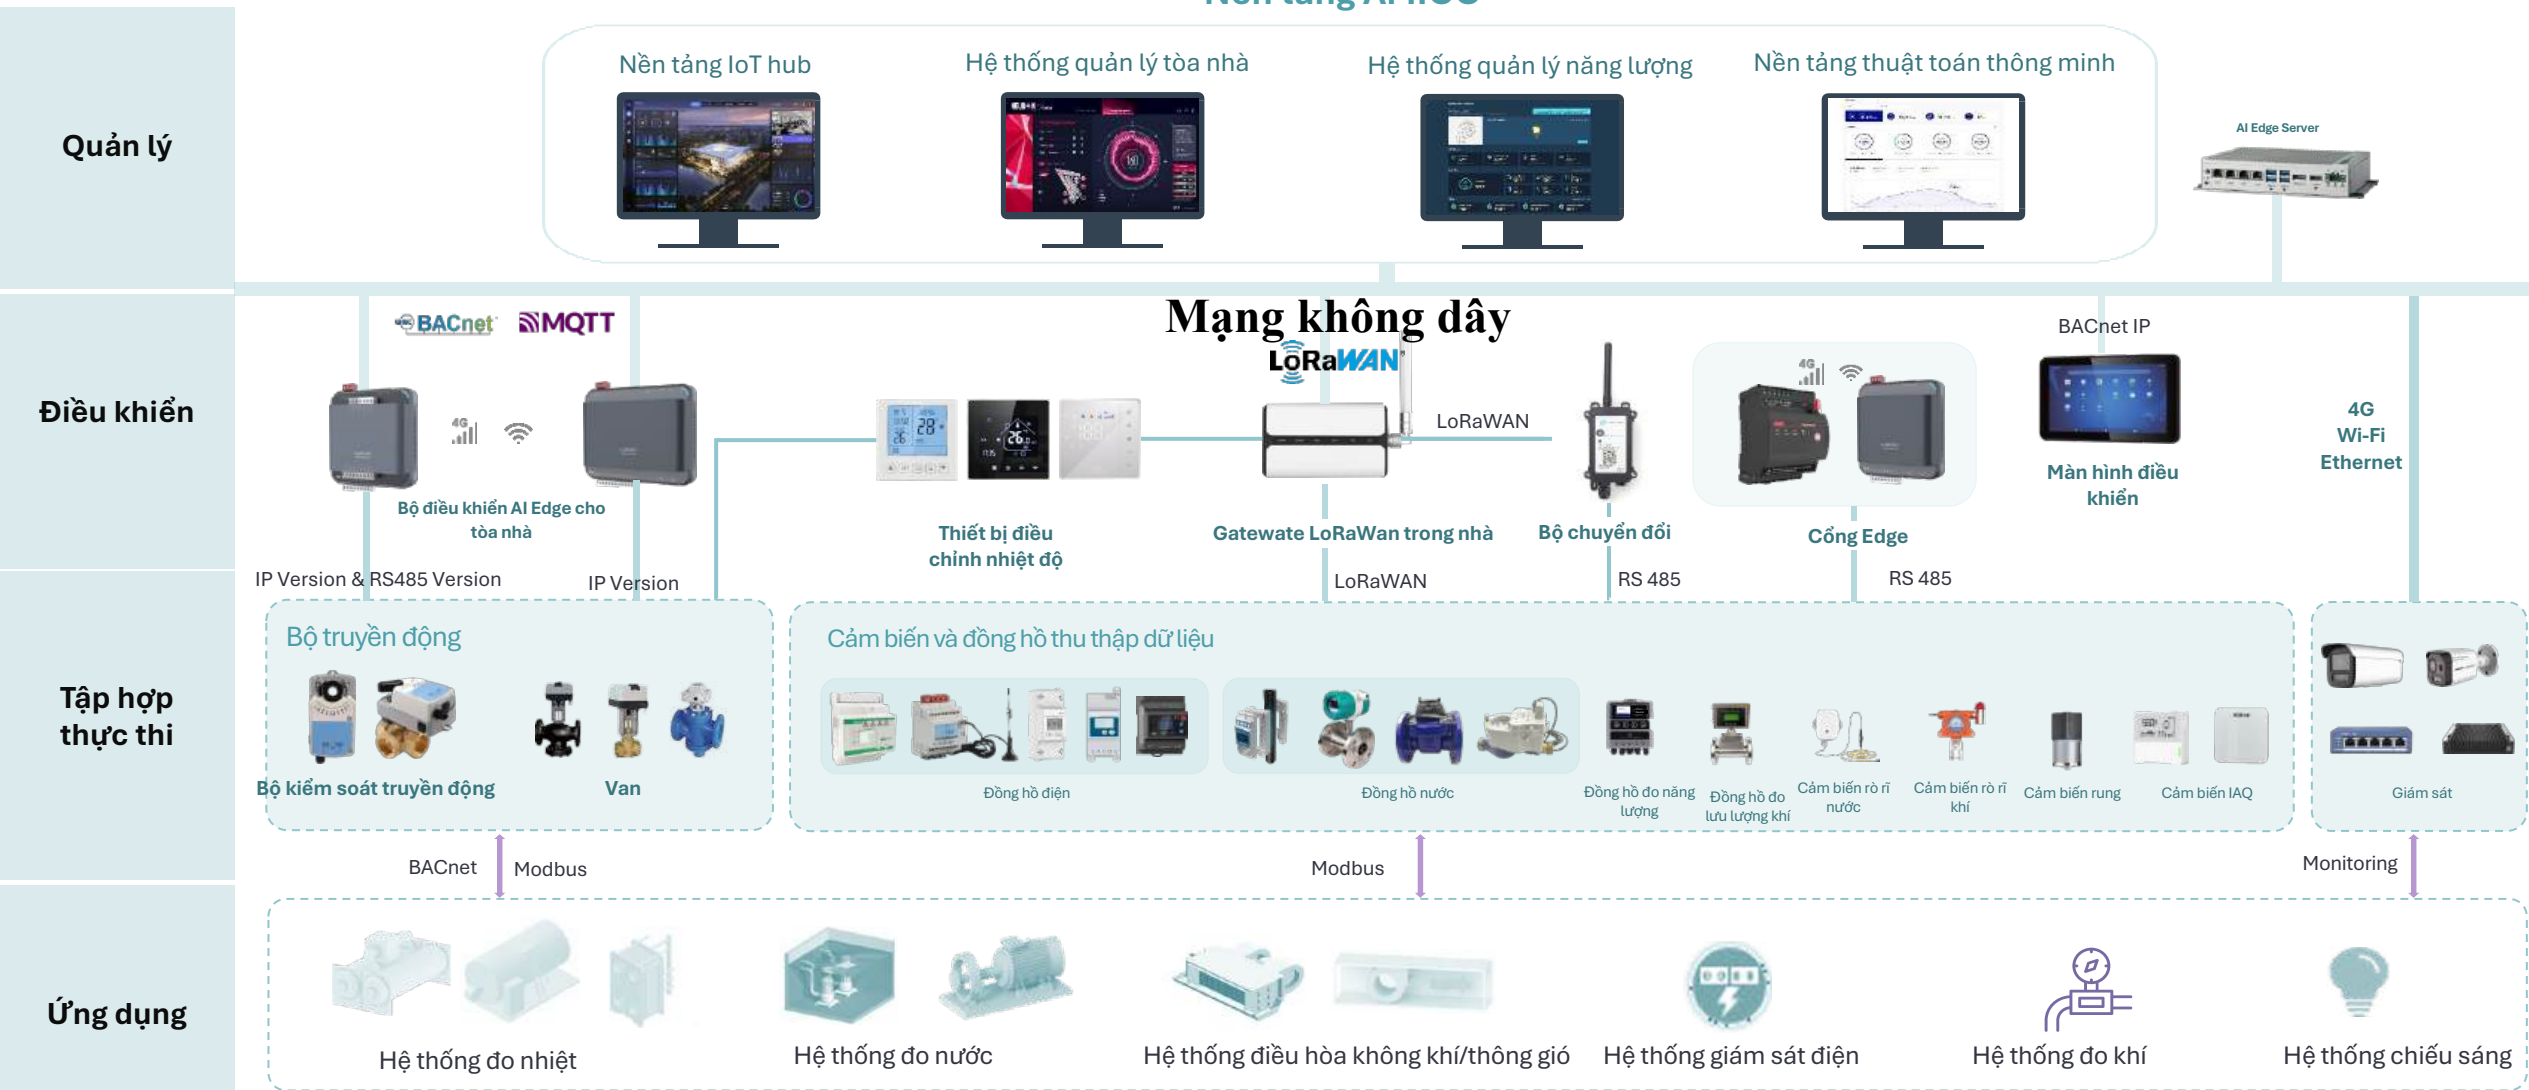 Nền tảng AI IIOC
Quản lý
Nền tảng IoT hub
Hệ thống quản lý tòa nhà
Hệ thống quản lý năng lượng
Nền tảng thuật toán thông minh
AI Edge Server
Điều khiển
BACnet
MQTT
Mạng không dây
LoRaWAN
4G
4G
BACnet IP
LoRaWAN
4G
Wi-Fi
Ethernet
Bộ điều khiển AI Edge cho
tòa nhà
Thiết bị điều
chỉnh nhiệt độ
Gatewate LoRaWan trong nhà
Bộ chuyển đổi
Cổng Edge
Màn hình điều
khiển
IP Version & RS485 Version
IP Version
LoRaWAN
RS 485
RS 485
Tập hợp
thực thi
Bộ truyền động
Bộ kiểm soát truyền động
Van
Cảm biến và đồng hồ thu thập dữ liệu
Đồng hồ điện
Đồng hồ nước
Đồng hồ đo năng
lượng
Đồng hồ đo
lưu lượng khí
Cảm biến rò rĩ
nước
Cảm biến rò rĩ
khí
Cảm biến rung
Cảm biến IAQ
Giám sát
BACnet
Modbus
Modbus
Monitoring
Ứng dụng
Hệ thống đo nhiệt
Hệ thống đo nước
Hệ thống điều hòa không khí/thông gió
Hệ thống giám sát điện
Hệ thống đo khí
Hệ thống chiếu sáng